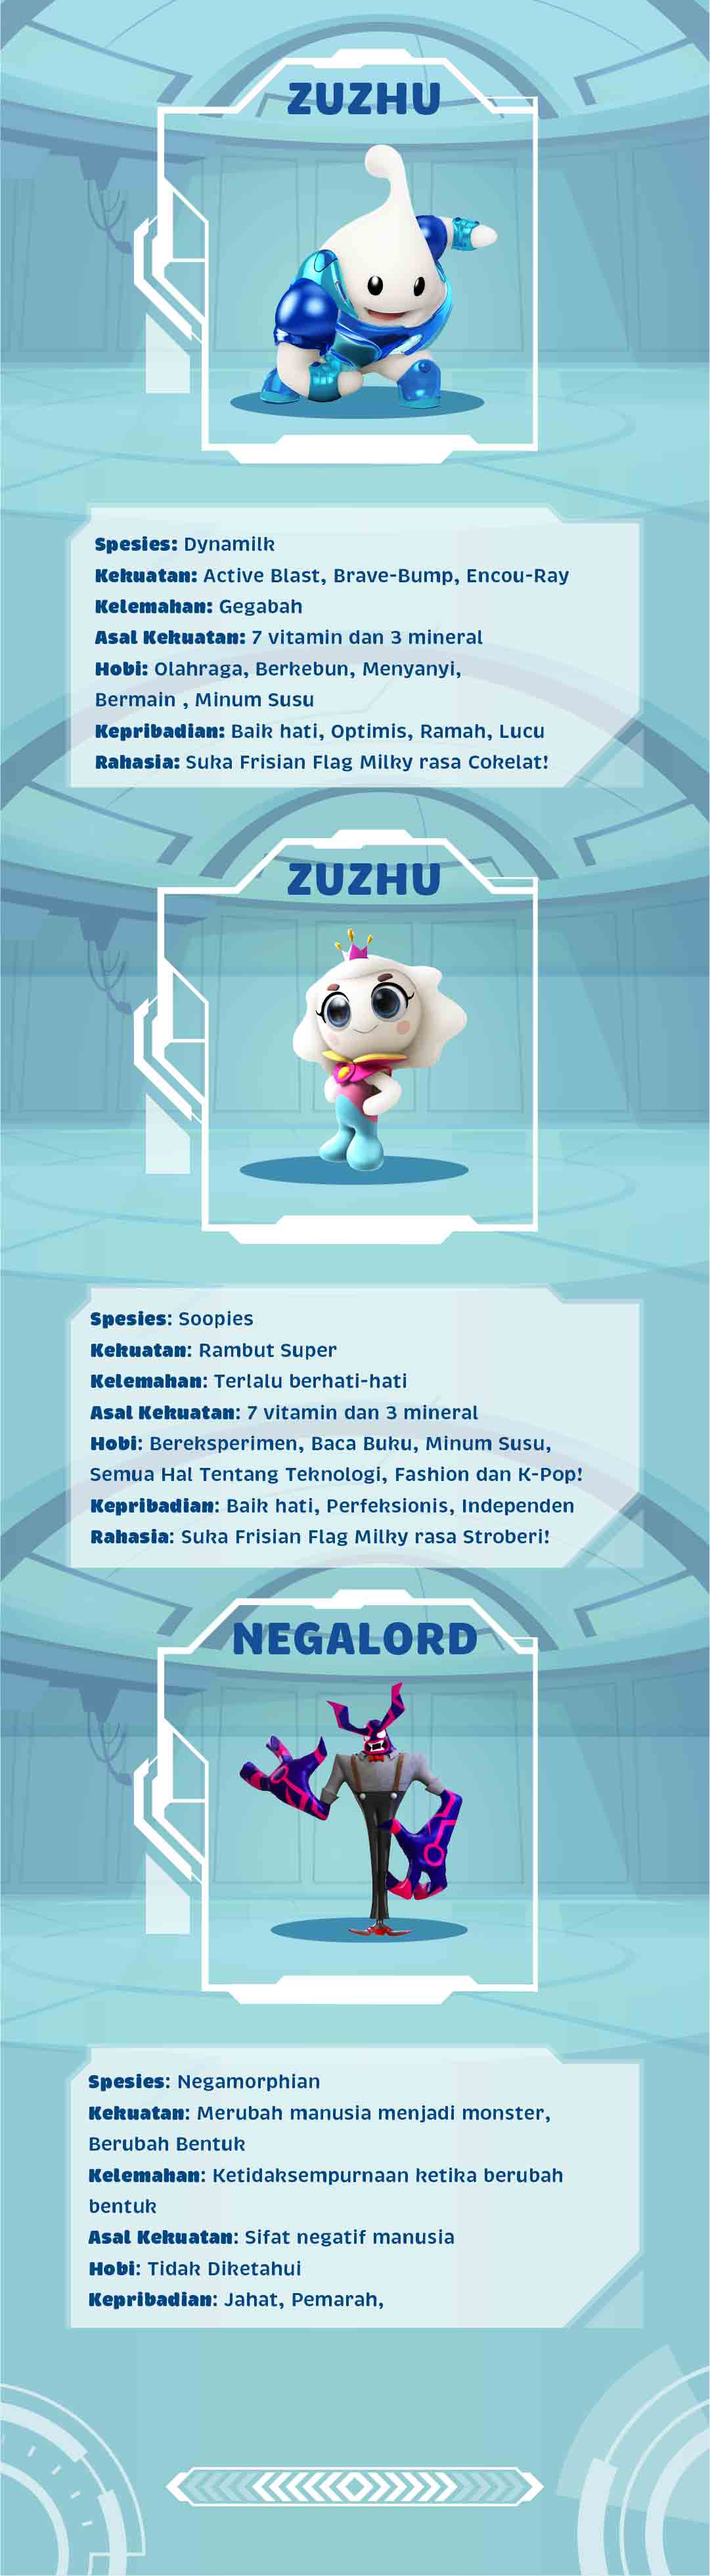 ZUZHU
Spesies: Dynamilk
Kekuatan: Active Blast, Brave-Bump, Encou-Ray
Kelemahan: Gegabah
Asal Kekuatan: 7 vitamin dan 3 mineral
Hobi: Olahraga, Berkebun, Menyanyi,
Bermain , Minum Susu
Kepribadian: Baik hati, Optimis, Ramah, Lucu
Rahasia: Suka Frisian Flag Milky rasa Cokelat!
ZUZHU
Spesies: Soopies
Kekuatan: Rambut Super
Kelemahan: Terlalu berhati-hati
Asal Kekuatan: 7 vitamin dan 3 mineral
Hobi: Bereksperimen, Baca Buku, Minum Susu,
Semua Hal Tentang Teknologi, Fashion dan K-Pop!
Kepribadian: Baik hati, Perfeksionis, Independen
Rahasia: Suka Frisian Flag Milky rasa Stroberi!
NEGALORD
Spesies: Negamorphian
Kekuatan: Merubah manusia menjadi monster,
Berubah Bentuk
Kelemahan: Ketidaksempurnaan ketika berubah
bentuk
Asal Kekuatan: Sifat negatif manusia
Hobi: Tidak Diketahui
Kepribadian: Jahat, Pemarah,